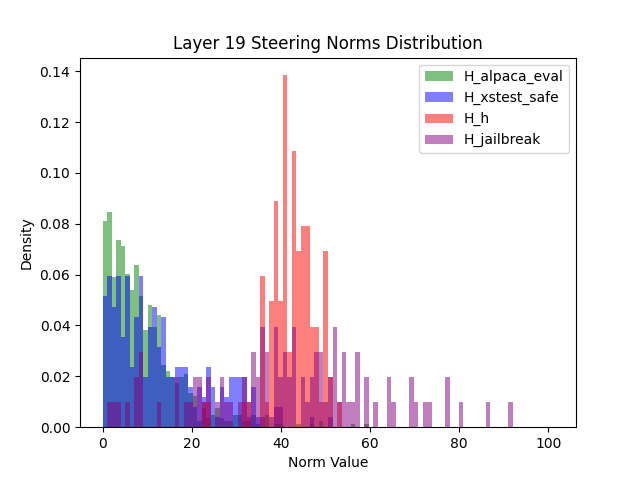 Layer 19 Steering Norms Distribution
H_alpaca_eval
H_xstest_safe
H_h
H_jailbreak
Density
0.14
0.12
0.10
0.08
0.06
0.04
0.02
0.00
0 20 40 60 80 100
Norm Value